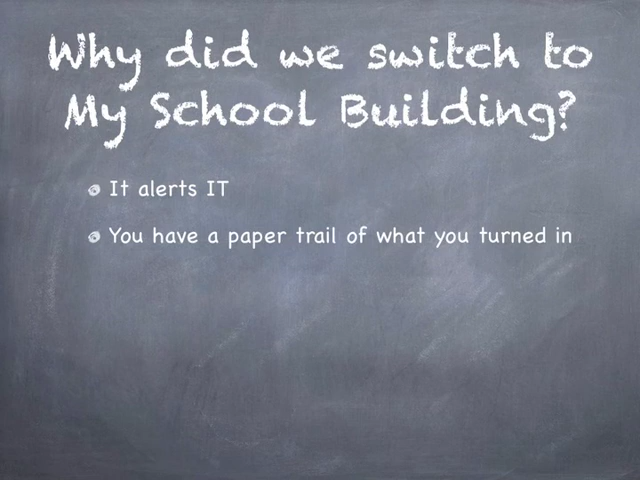 Why did we switch to
My School Building?
It alerts IT
You have a paper trail of what you turned in